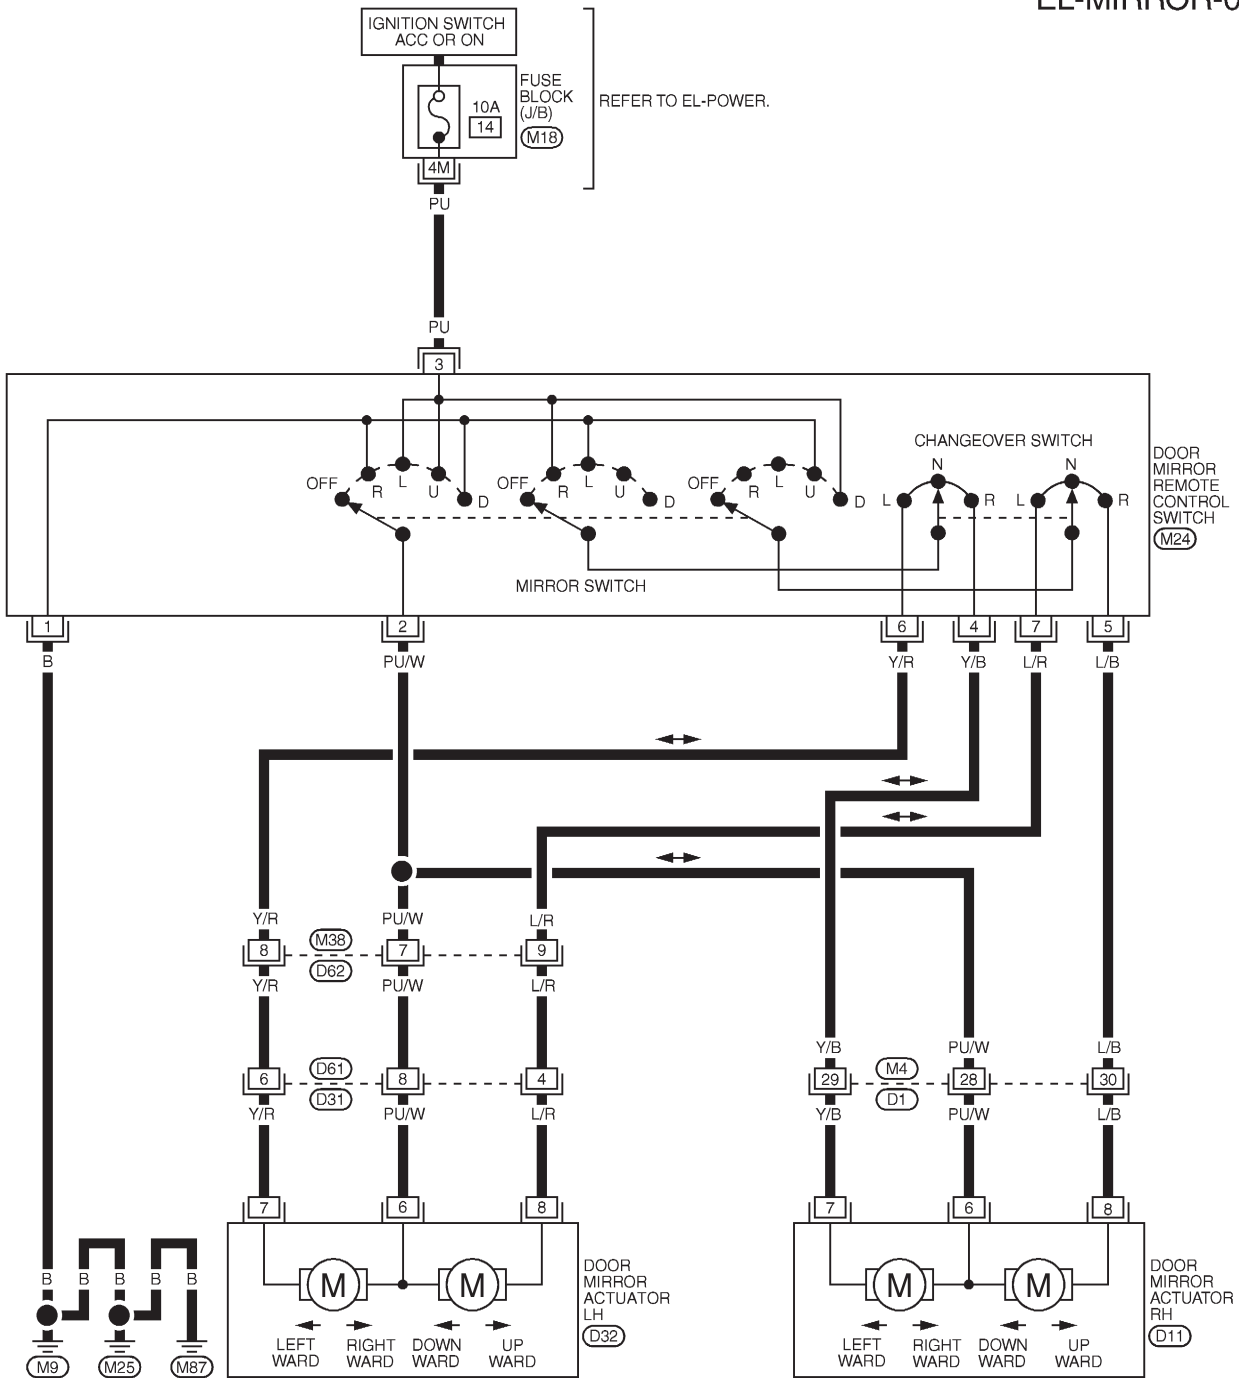 IGNITION SWITCH
ACC OR ON
FUSE
BLOCK
(J/B)
M18
10A
14
REFER TO EL-POWER.
4M
PU
PU
3
CHANGEOVER SWITCH
OFF R L U D
OFF R L U D
OFF R L U D
L N R
L N R
DOOR
MIRROR
REMOTE
CONTROL
SWITCH
M24
MIRROR SWITCH
1 2 6 4 7 5
B PU/W Y/R Y/B L/R L/B
Y/R PU/W L/R
8 M38 7 9
D62
Y/R PU/W L/R
Y/B PU/W L/B
6 D61 8 4
D31
29 M4 28 30
D1
Y/R PU/W L/R
Y/B PU/W L/B
7 6 8
7 6 8
B B B B B
M9 M25 M87
M M
LEFT
WARD
RIGHT
WARD
DOWN
WARD
UP
WARD
DOOR
MIRROR
ACTUATOR
LH
D32
M M
LEFT
WARD
RIGHT
WARD
DOWN
WARD
UP
WARD
DOOR
MIRROR
ACTUATOR
RH
D11